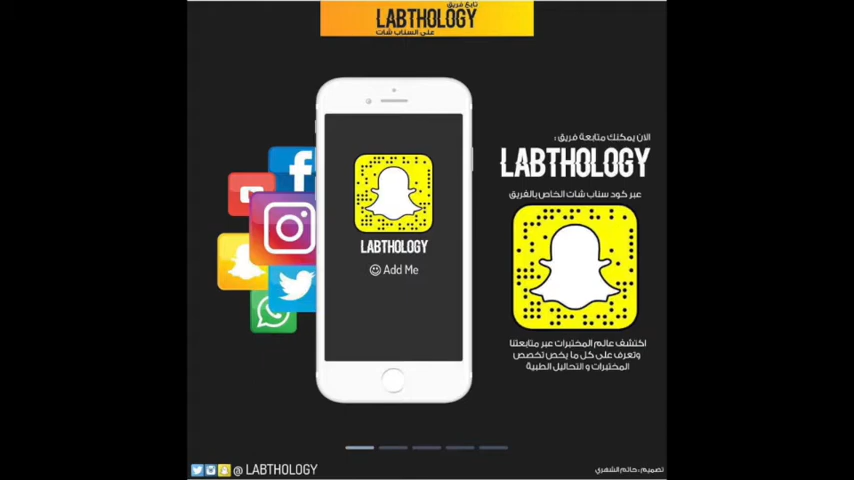 تابع فريق
LABTHOLOGY
على السناب شات
الان يمكنك متابعة فريق :
LABTHOLOGY
عبر كود سناب شات الخاص بالفريق
LABTHOLOGY
Add Me
اكتشف عالم المختبرات عبر متابعتنا
وتعرف على كل ما يخص تخصص
المختبرات و التحاليل الطبية
@ LABTHOLOGY
تصميم : حاتم الشهري